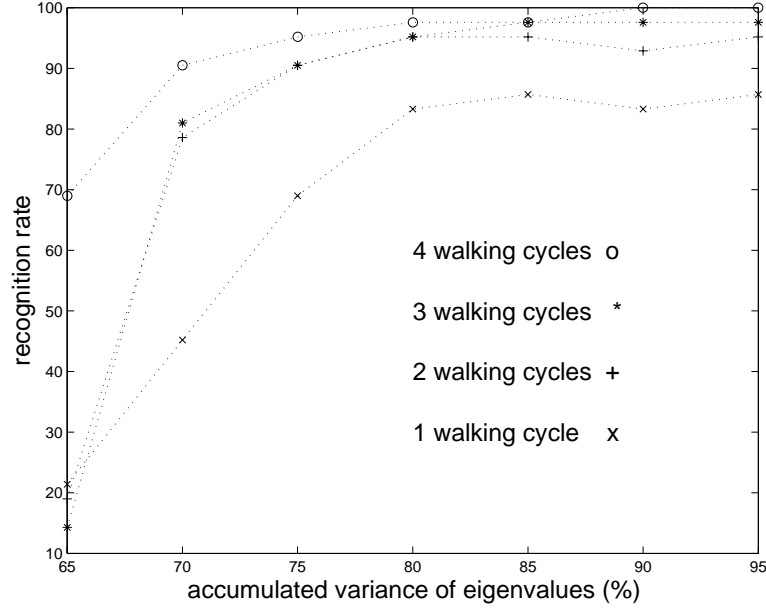 100
90
80
70
60
50
40
30
20
10
recognition rate
4 walking cycles o
3 walking cycles *
2 walking cycles +
1 walking cycle x
65 70 75 80 85 90 95
accumulated variance of eigenvalues (%)